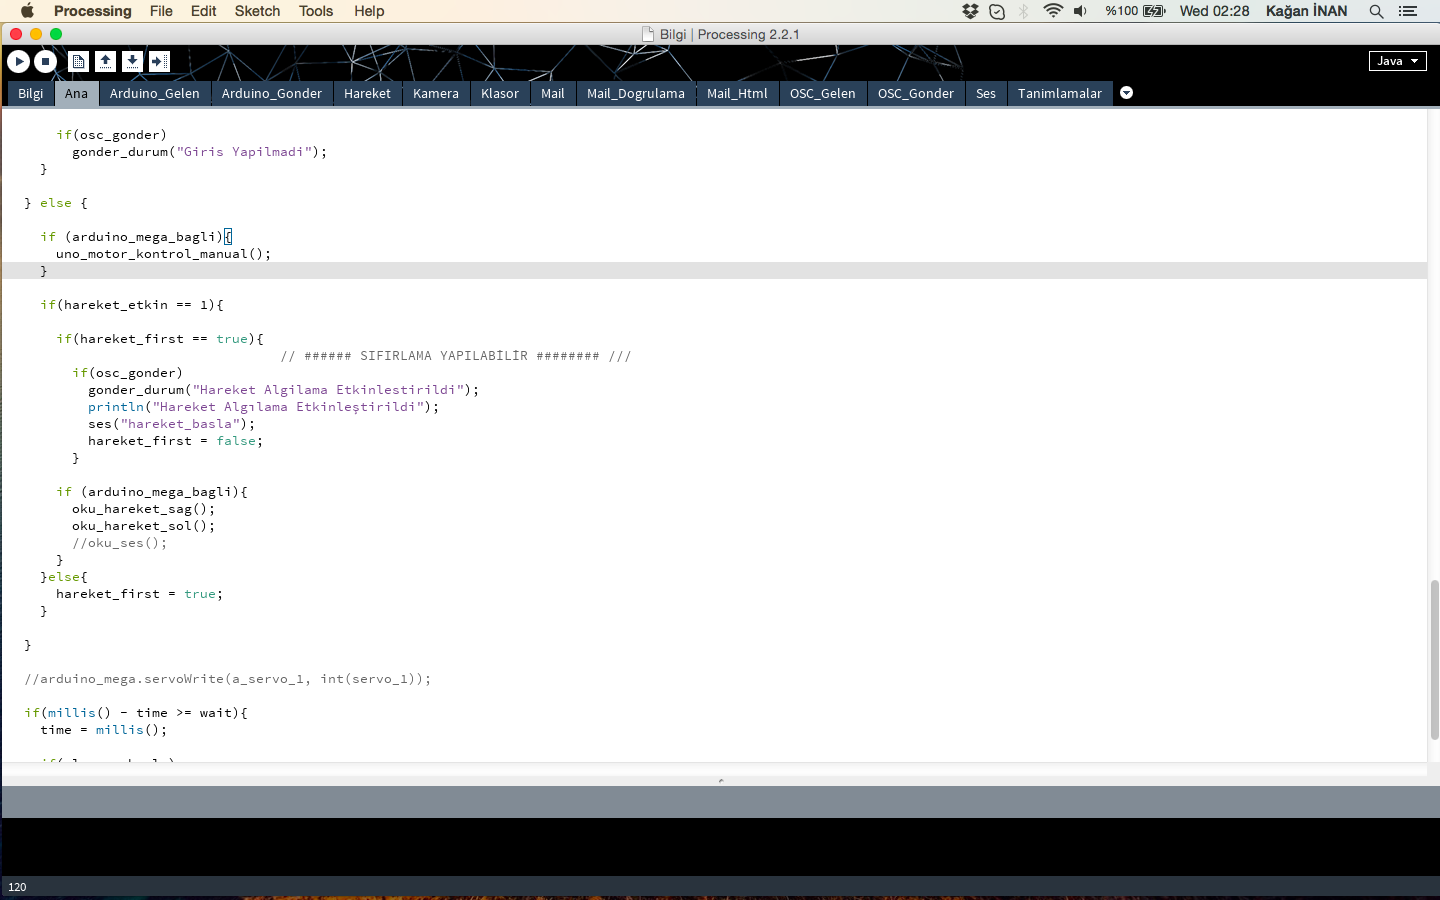 Processing File Edit Sketch Tools Help %100 Wed 02:28 Kağan İNAN
Bilgi | Processing 2.2.1
Java
Bilgi Ana Arduino_Gelen Arduino_Gonder Hareket Kamera Klasor Mail Mail_Dogrulama Mail_Html OSC_Gelen OSC_Gonder Ses Tanimlamalar
if(osc_gonder)
gonder_durum("Giris Yapilmadi");
}
} else {
if (arduino_mega_bagli){
uno_motor_kontrol_manual();
}
if(hareket_etkin == 1){
if(hareket_first == true){
// ###### SIFIRLAMA YAPILABİLİR ######## ///
if(osc_gonder)
gonder_durum("Hareket Algilama Etkinlestirildi");
println("Hareket Algılama Etkinleştirildi");
ses("hareket_basla");
hareket_first = false;
}
if (arduino_mega_bagli){
oku_hareket_sag();
oku_hareket_sol();
//oku_ses();
}
}else{
hareket_first = true;
}
}
//arduino_mega.servoWrite(a_servo_1, int(servo_1));
if(millis() - time >= wait){
time = millis();
120